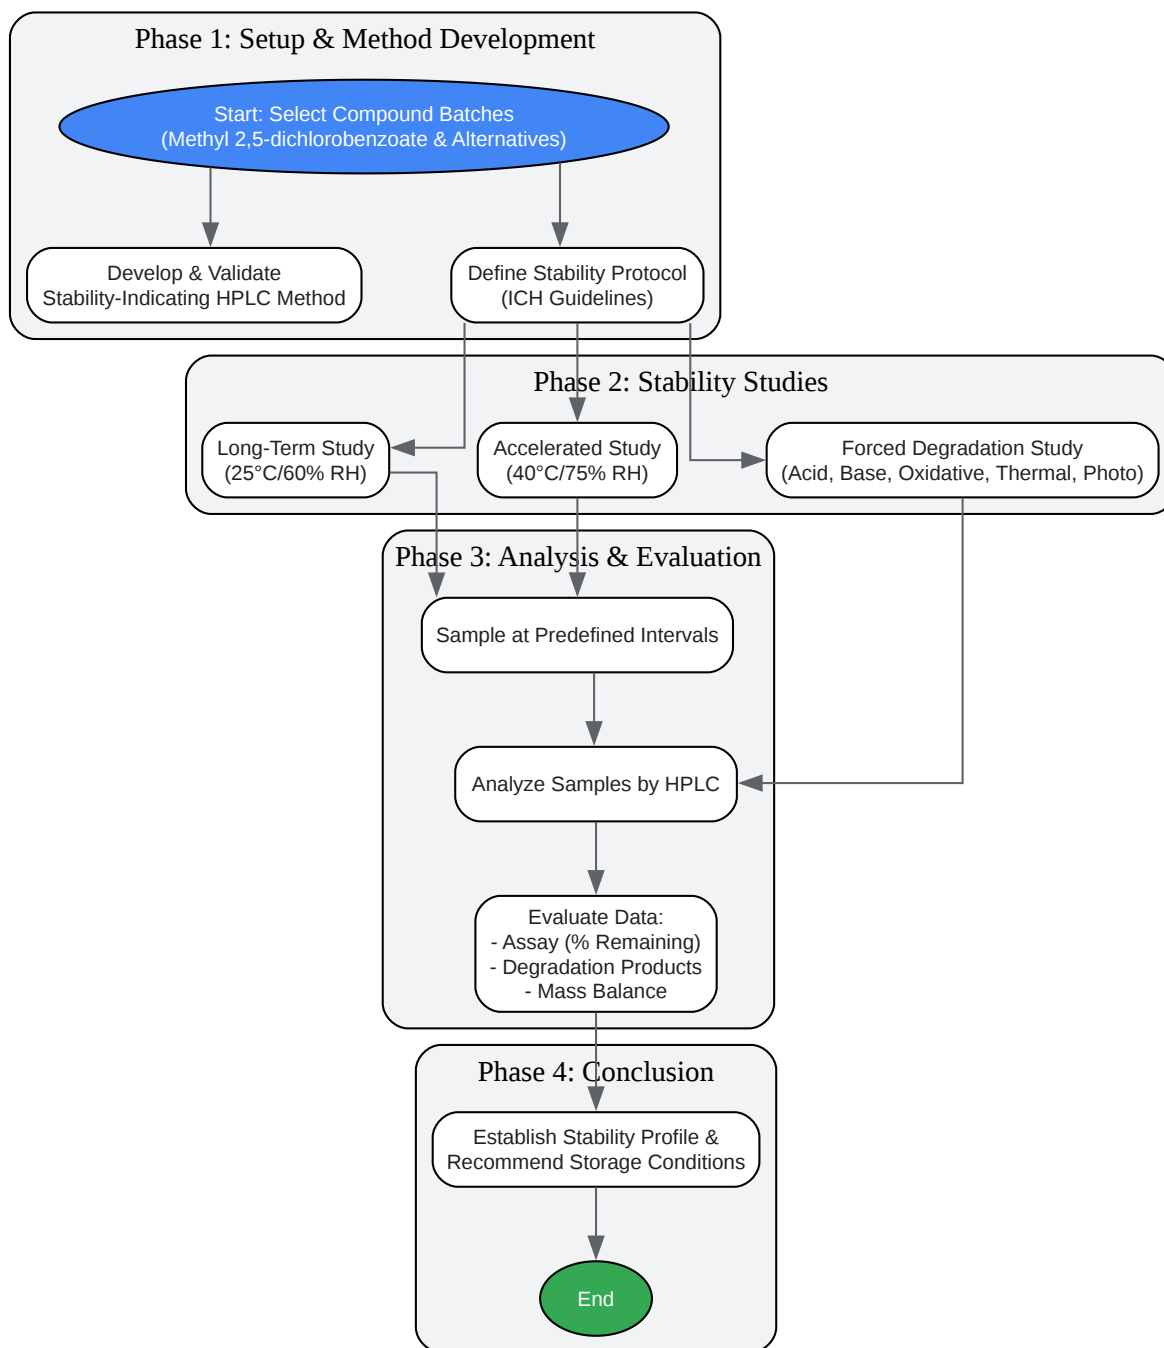 Phase 1: Setup & Method Development
Start: Select Compound Batches
(Methyl 2,5-dichlorobenzoate & Alternatives)
Develop & Validate
Stability-Indicating HPLC Method
Define Stability Protocol
(ICH Guidelines)
Phase 2: Stability Studies
Long-Term Study
(25°C/60% RH)
Accelerated Study
(40°C/75% RH)
Forced Degradation Study
(Acid, Base, Oxidative, Thermal, Photo)
Phase 3: Analysis & Evaluation
Sample at Predefined Intervals
Analyze Samples by HPLC
Evaluate Data:
- Assay (% Remaining)
- Degradation Products
- Mass Balance
Phase 4: Conclusion
Establish Stability Profile &
Recommend Storage Conditions
End